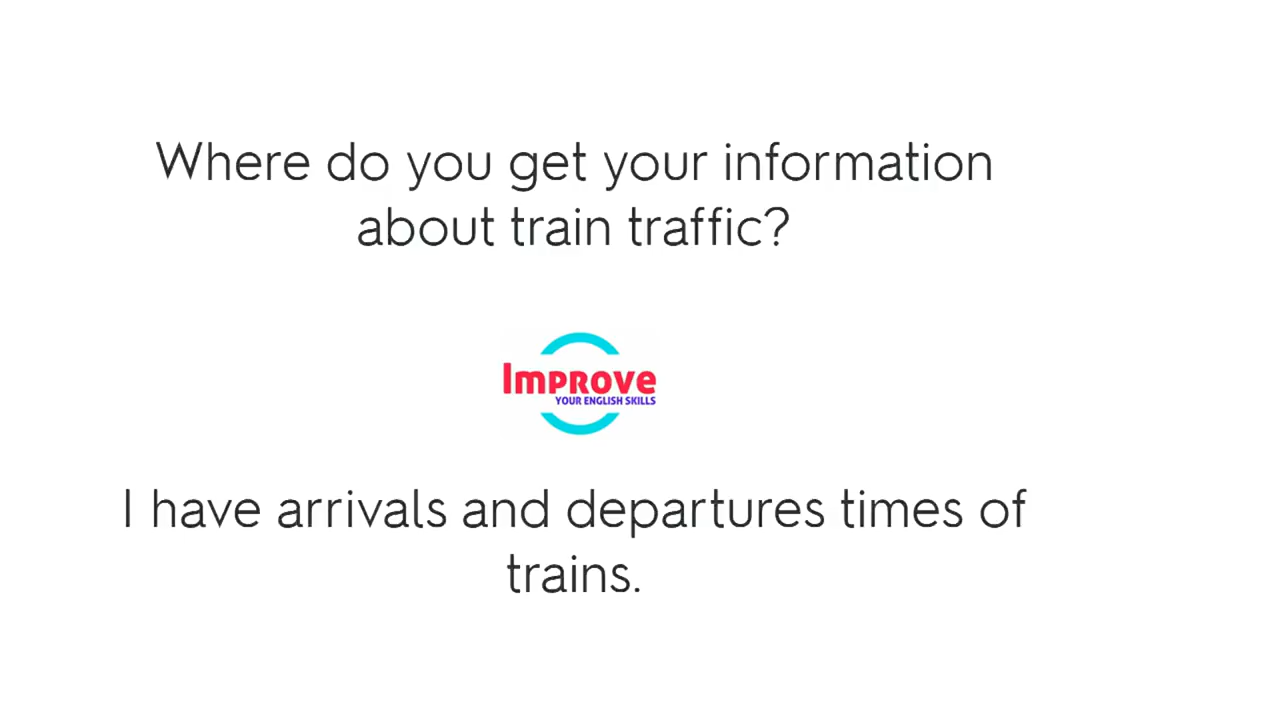 Where do you get your information
about train traffic?
Improve
YOUR ENGLISH SKILLS
I have arrivals and departures times of
trains.